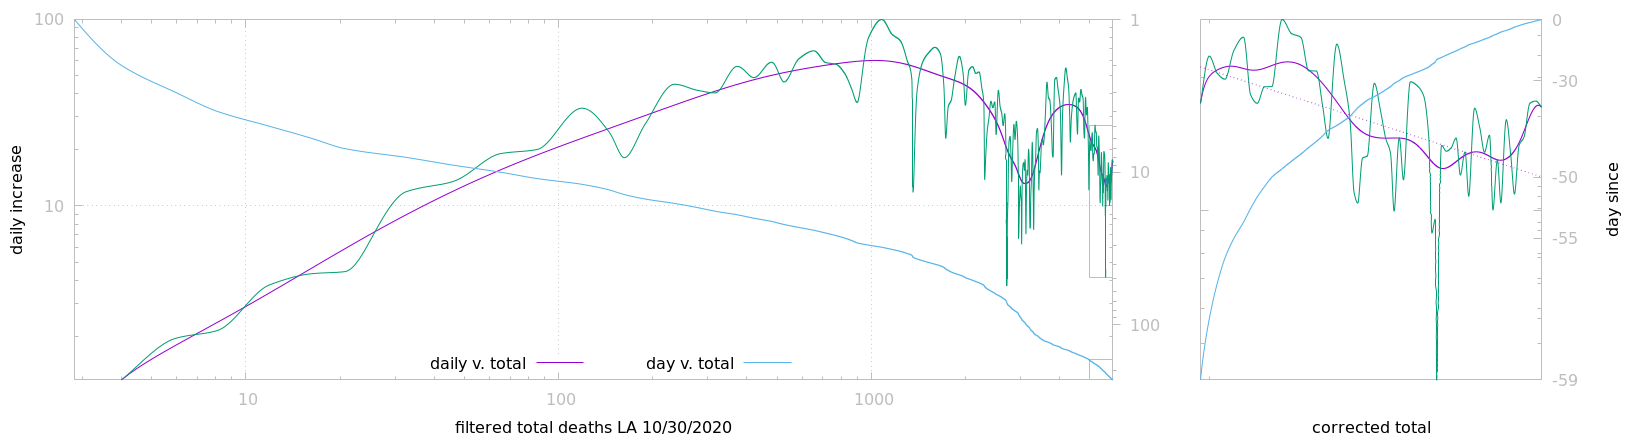 100
10
daily increase
10
100
1000
1
10
100
daily v. total
day v. total
filtered total deaths LA 10/30/2020
0
-30
-50
-55
-59
day since
corrected total